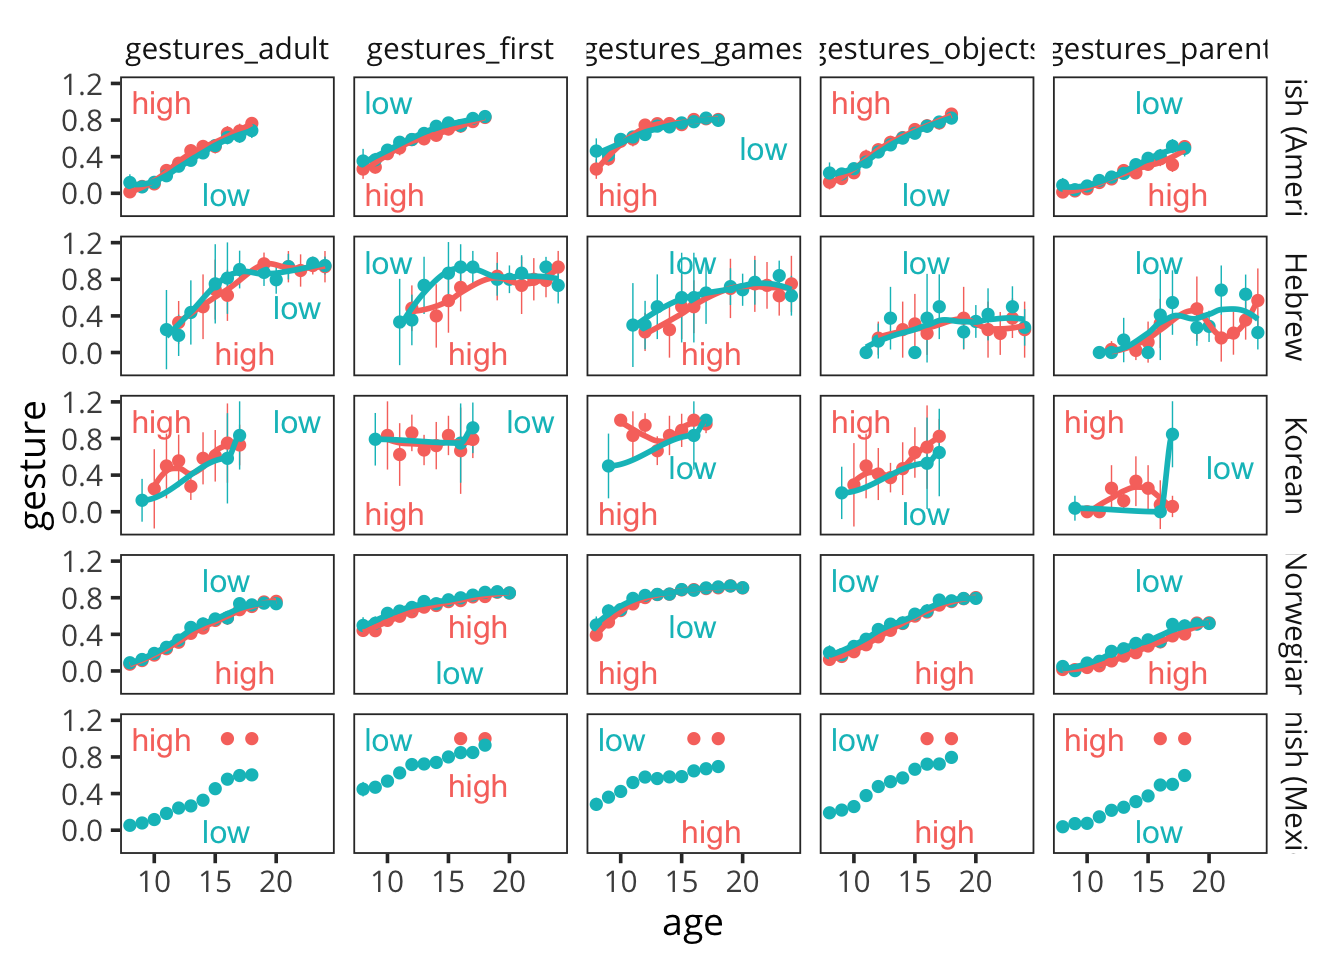 gestures_adult gestures_first gestures_games gestures_objects gestures_parent
1.2 0.8 0.4 0.0
high low low high low
low high high low high
low
ish (Ameri
1.2 0.8 0.4 0.0
low low low low
low
high high high
Hebrew
1.2 0.8 0.4 0.0
high low low high high
low low
high high low
Korean
1.2 0.8 0.4 0.0
low low low
high low
high low high high high
Norwegian
1.2 0.8 0.4 0.0
high low low low high
high
low high high low
nish (Mexi
10 15 20 10 15 20 10 15 20 10 15 20 10 15 20
age
gesture